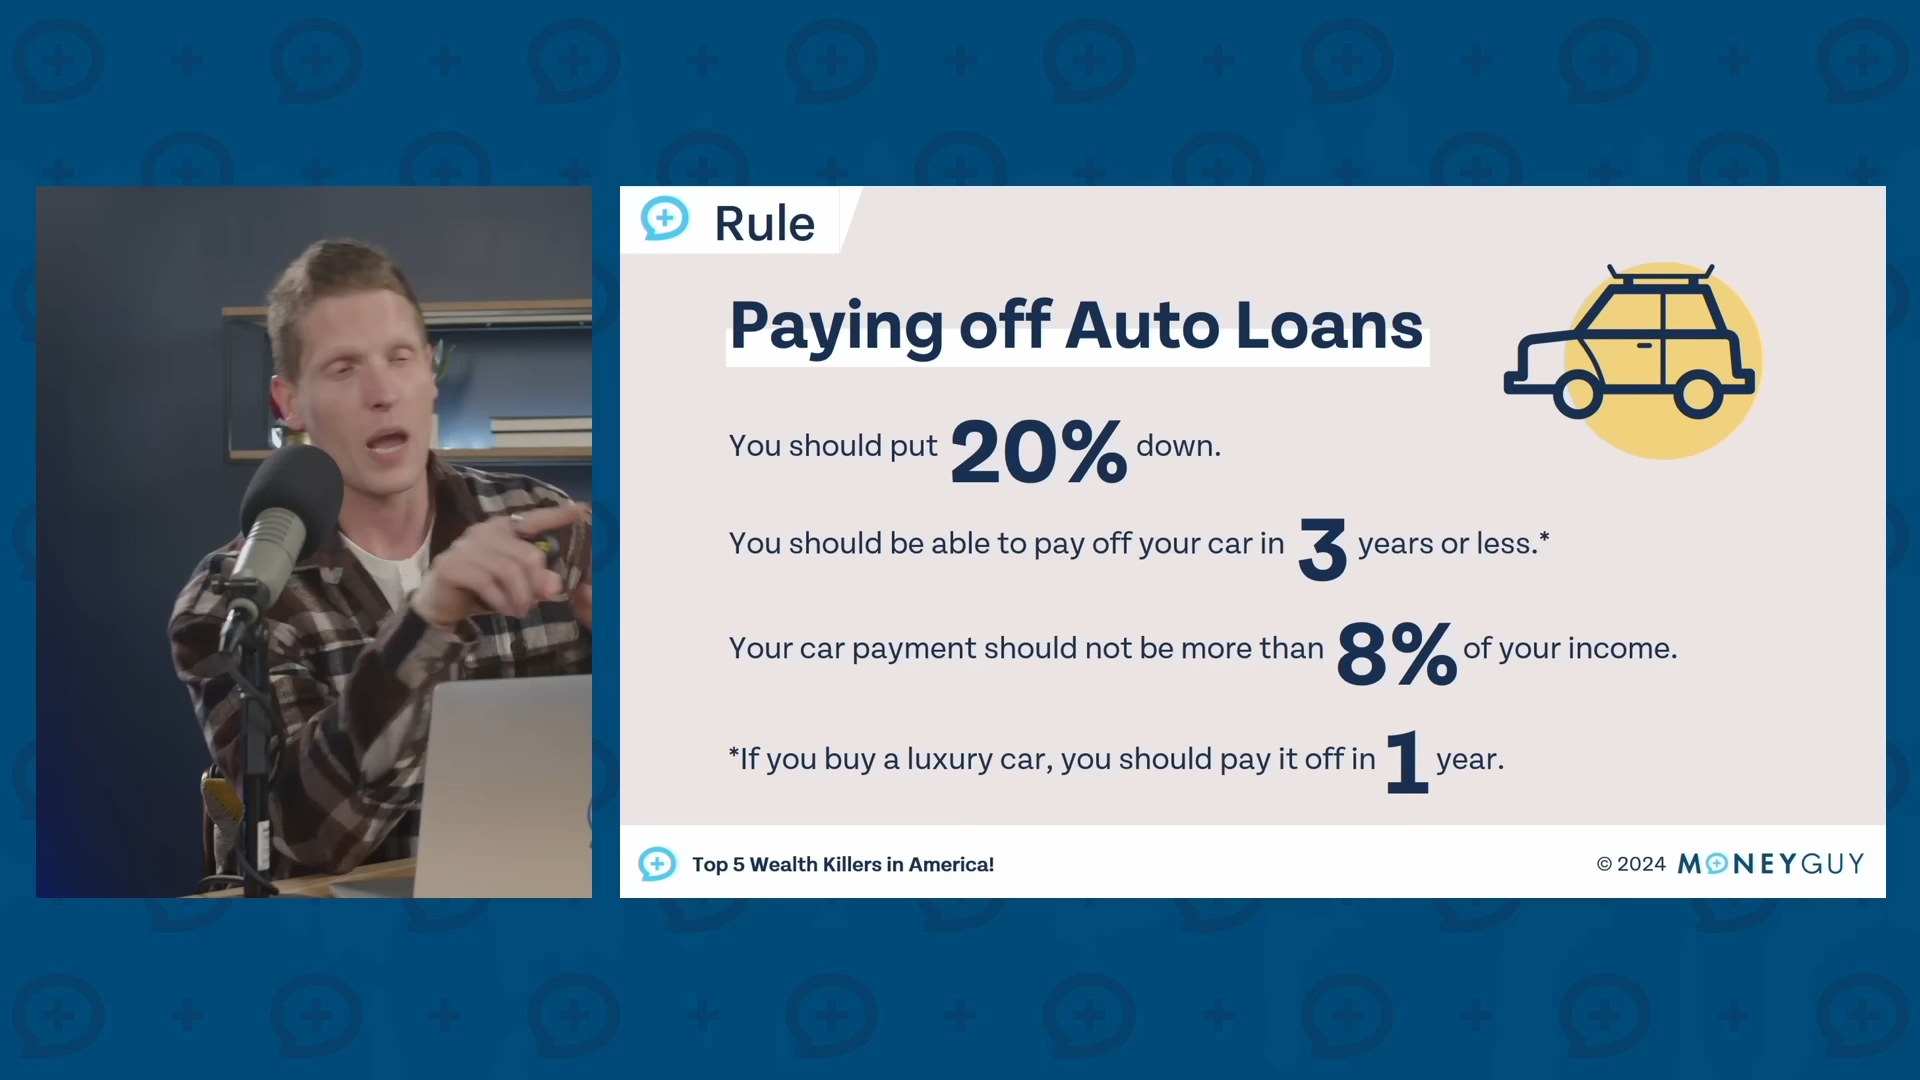 Rule
Paying off Auto Loans
You should put 20% down.
You should be able to pay off your car in 3 years or less.*
Your car payment should not be more than 8% of your income.
*If you buy a luxury car, you should pay it off in 1 year.
Top 5 Wealth Killers in America!
© 2024 MONEYGUY